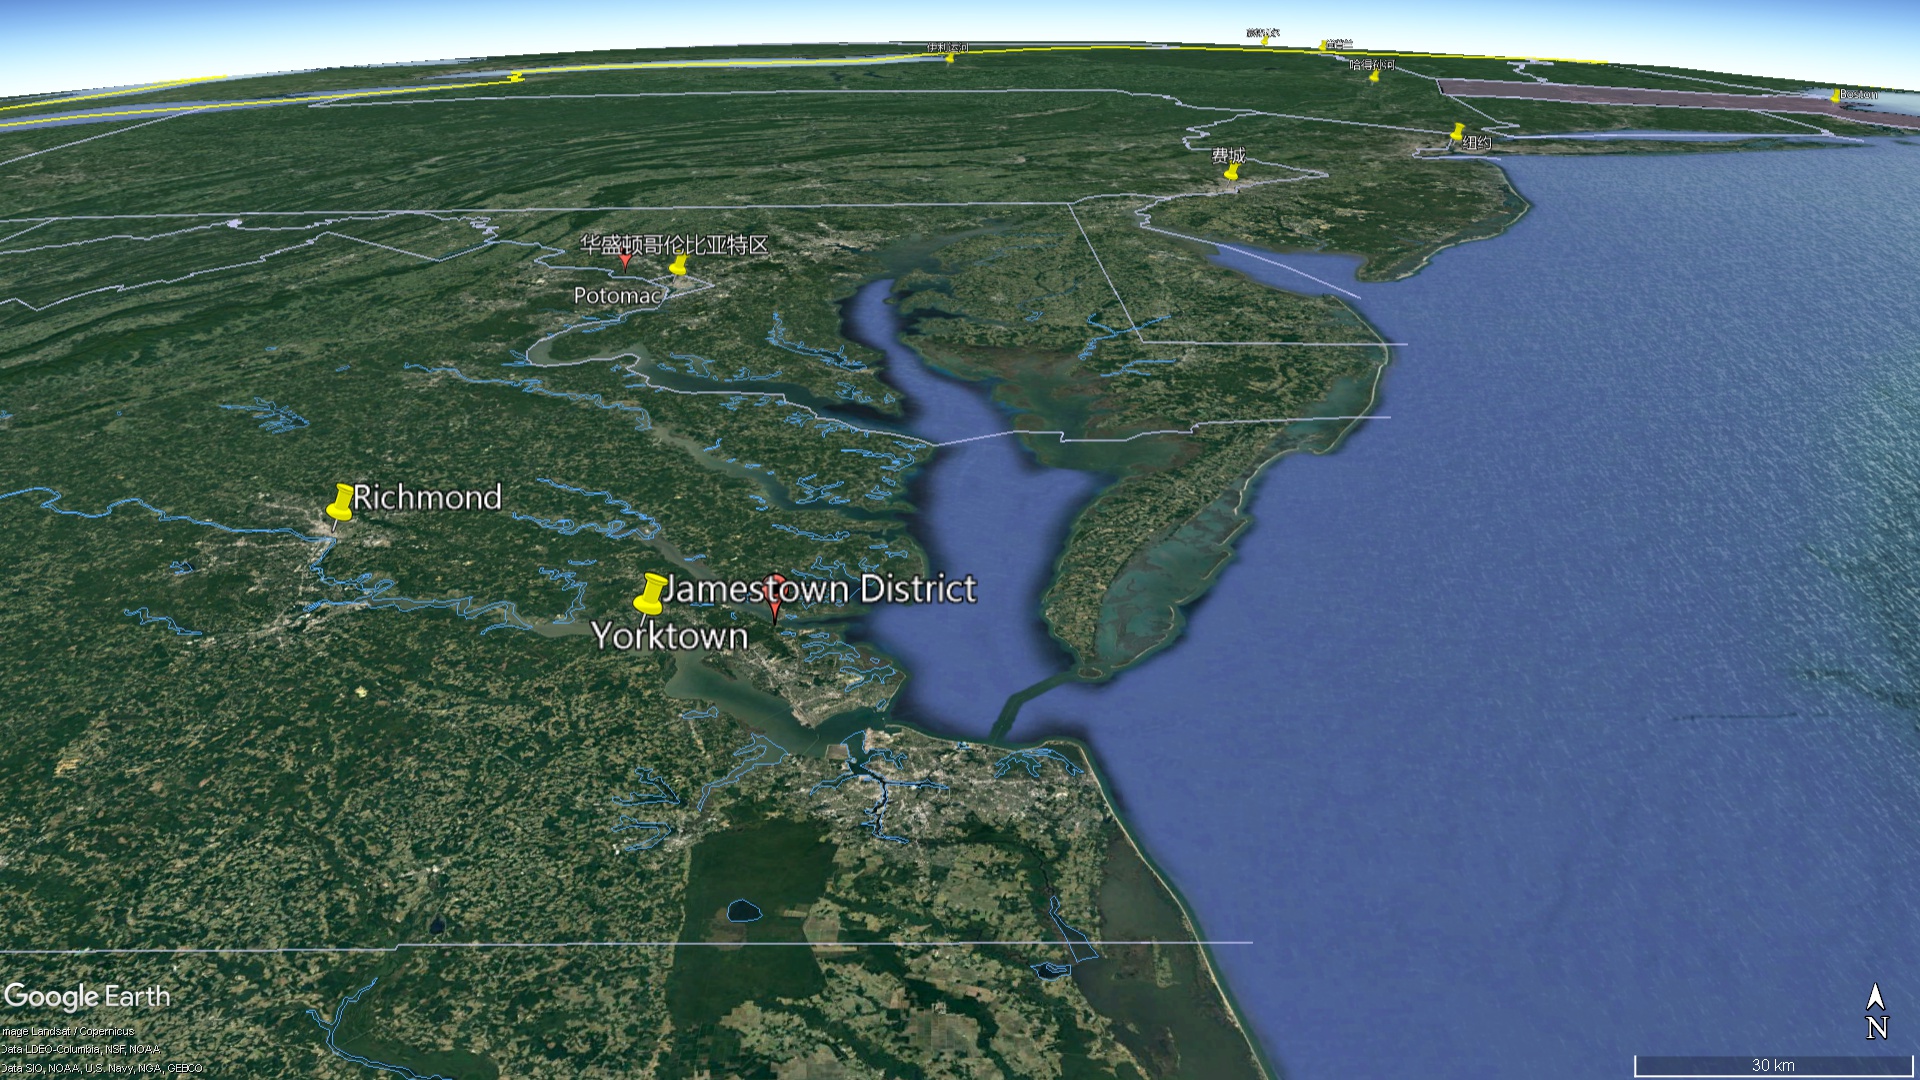 伊利运河
哈得孙河
Boston
纽约
费城
华盛顿哥伦比亚特区
Potomac
Richmond
Jamestown District
Yorktown
Google Earth
Image Landsat / Copernicus
Data LDEO-Columbia, NSF, NOAA
Data SIO, NOAA, U.S. Navy, NGA, GEBCO
N
30 km